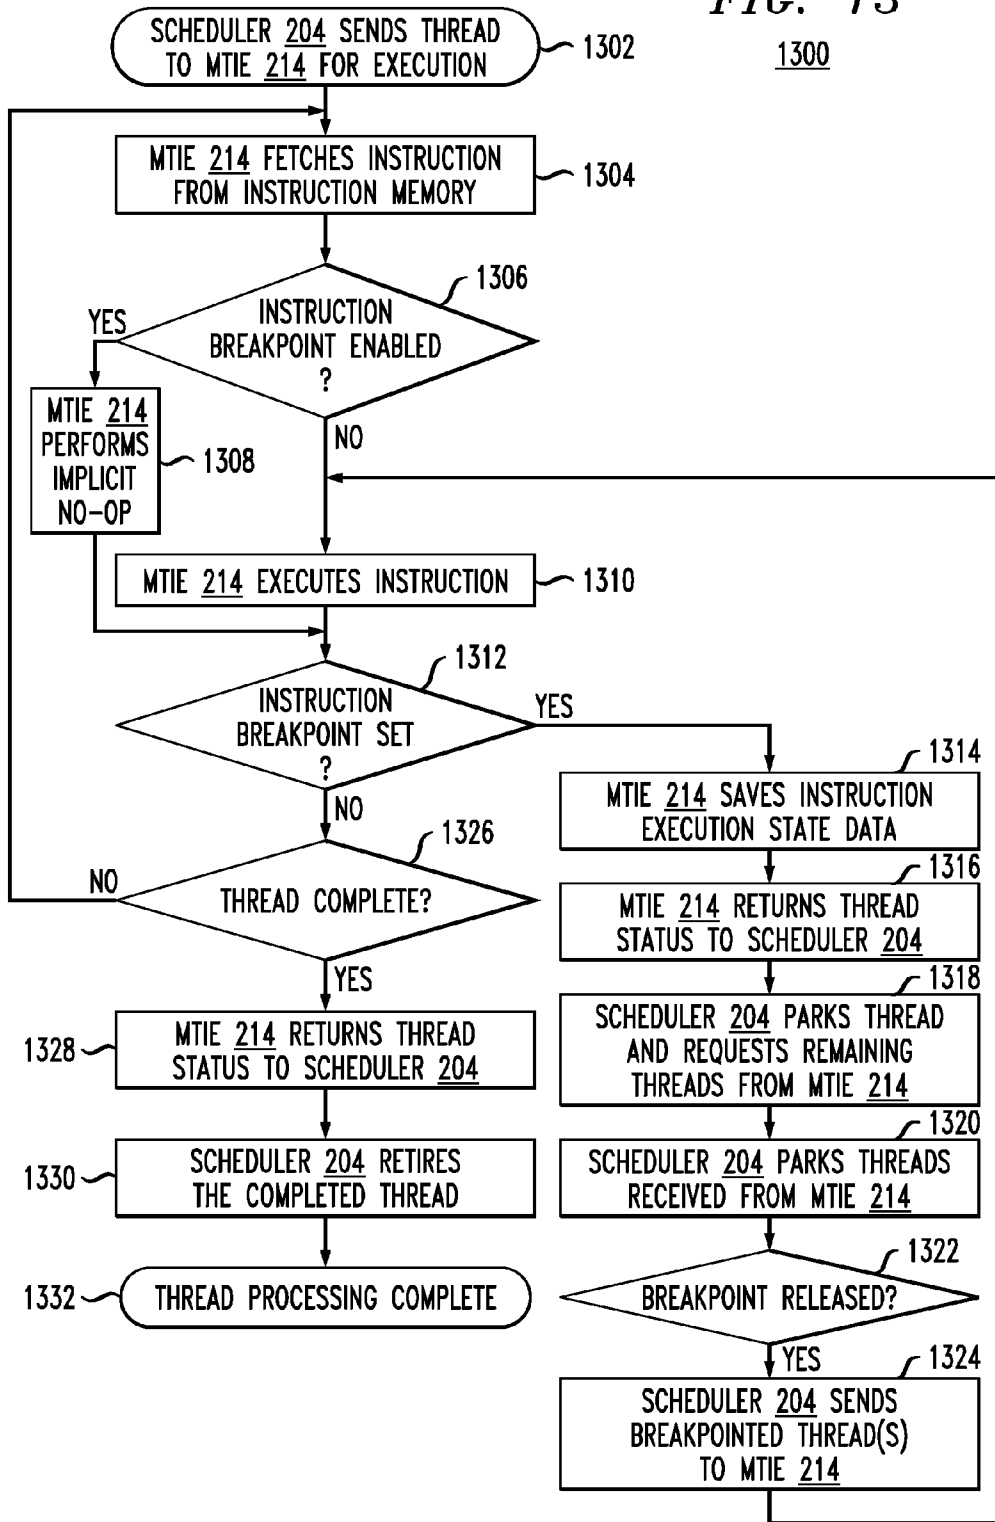 FIG. 13
1300
SCHEDULER 204 SENDS THREAD
TO MTIE 214 FOR EXECUTION
1302
MTIE 214 FETCHES INSTRUCTION
FROM INSTRUCTION MEMORY
1304
1306
INSTRUCTION
BREAKPOINT ENABLED
?
YES
NO
MTIE 214
PERFORMS
IMPLICIT
NO-OP
1308
MTIE 214 EXECUTES INSTRUCTION
1310
1312
INSTRUCTION
BREAKPOINT SET
?
YES
NO
1314
MTIE 214 SAVES INSTRUCTION
EXECUTION STATE DATA
1316
MTIE 214 RETURNS THREAD
STATUS TO SCHEDULER 204
1318
SCHEDULER 204 PARKS THREAD
AND REQUESTS REMAINING
THREADS FROM MTIE 214
1320
SCHEDULER 204 PARKS THREADS
RECEIVED FROM MTIE 214
1322
BREAKPOINT RELEASED?
YES
1324
SCHEDULER 204 SENDS
BREAKPOINTED THREAD(S)
TO MTIE 214
1326
THREAD COMPLETE?
NO
YES
1328
MTIE 214 RETURNS THREAD
STATUS TO SCHEDULER 204
1330
SCHEDULER 204 RETIRES
THE COMPLETED THREAD
1332
THREAD PROCESSING COMPLETE